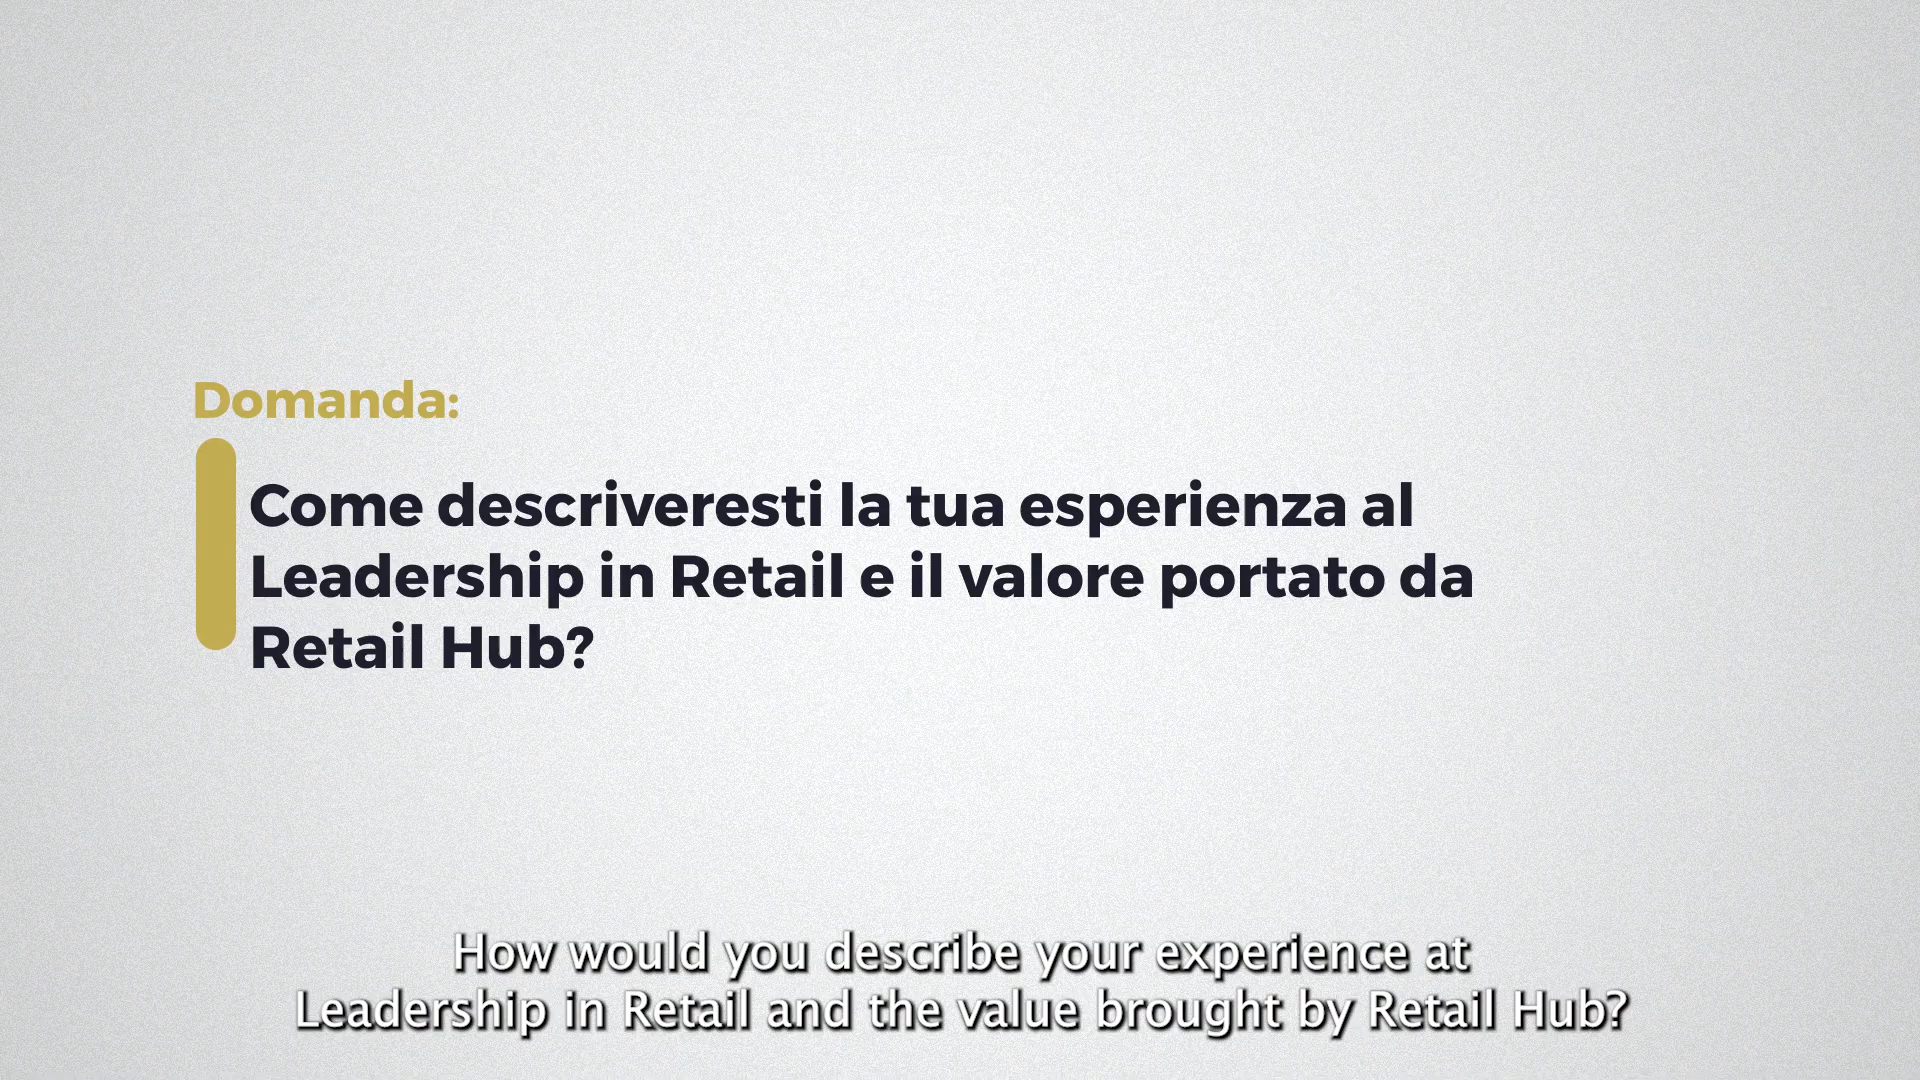 Domanda:
Come descriveresti la tua esperienza al
Leadership in Retail e il valore portato da
Retail Hub?
How would you describe your experience at
Leadership in Retail and the value brought by Retail Hub?